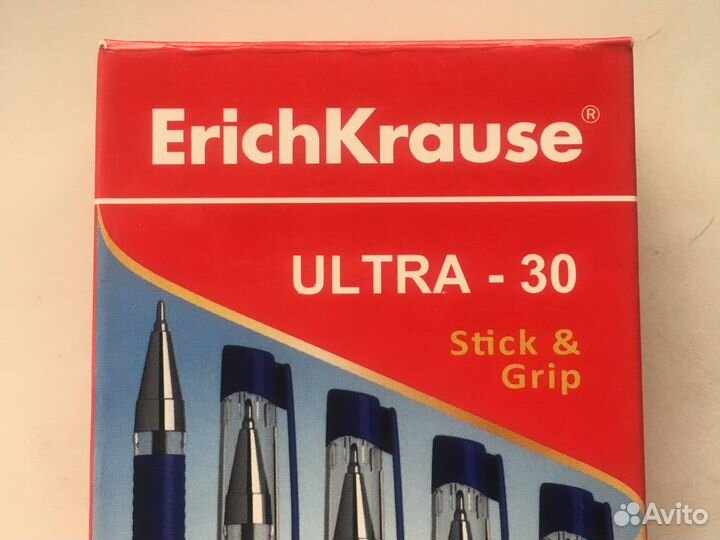 ErichKrause®
ULTRA - 30
Stick &
Grip
Avito